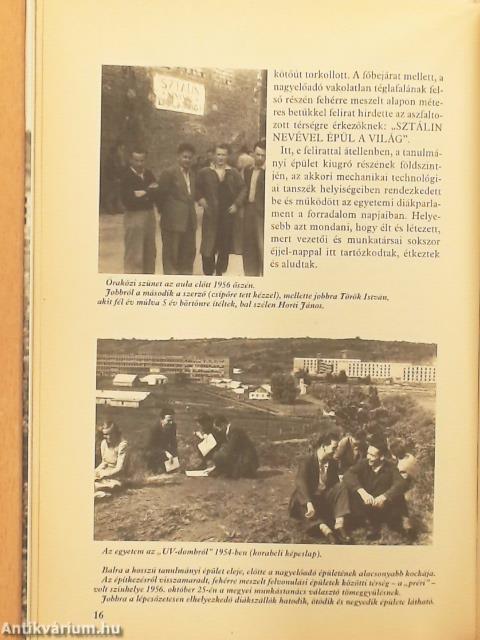 SZTÁLIN
kötőút torkollott. A főbejárat mellett, a
nagyelőadó vakolatlan téglafalának fel-
ső részén fehérre meszelt alapon méte-
res betűkkel felirat hirdette az aszfalto-
zott térségre érkezőknek: „SZTÁLIN
NEVÉVEL ÉPÜL A VILÁG".
Itt, e felirattal átellenben, a tanulmá-
nyi épület kiugró részének földszint-
jén, az akkori mechanikai technológi-
ai tanszék helyiségeiben rendezkedett
be és működött az egyetemi diákparla-
ment a forradalom napjaiban. Helye-
sebb azt mondani, hogy élt és létezett,
mert vezetői és munkatársai sokszor
éjjel-nappal itt tartózkodtak, étkeztek
és aludtak.
Óraközi szünet az aula előtt 1956 őszén.
Jobbról a második a szerző (csípőre tett kézzel), mellette jobbra Török István,
akit fél év múlva 5 év börtönre ítéltek, bal szélen Horti János.
Az egyetem az „UV-dombról" 1954-ben (korabeli képeslap).
Balra a hosszú tanulmányi épület eleje, előtte a nagyelőadó épületének alacsonyabb kockája.
Az építkezésről visszamaradt, fehérre meszelt felvonulási épületek közötti térség – a „préri" –
volt színhelye 1956. október 25-én a megyei munkástanács választó tömeggyűlésnek.
Jobbra a lépcsőzetesen elhelyezkedő diákszállók hatodik, ötödik és negyedik épülete látható.
16
Antikvárium.hu